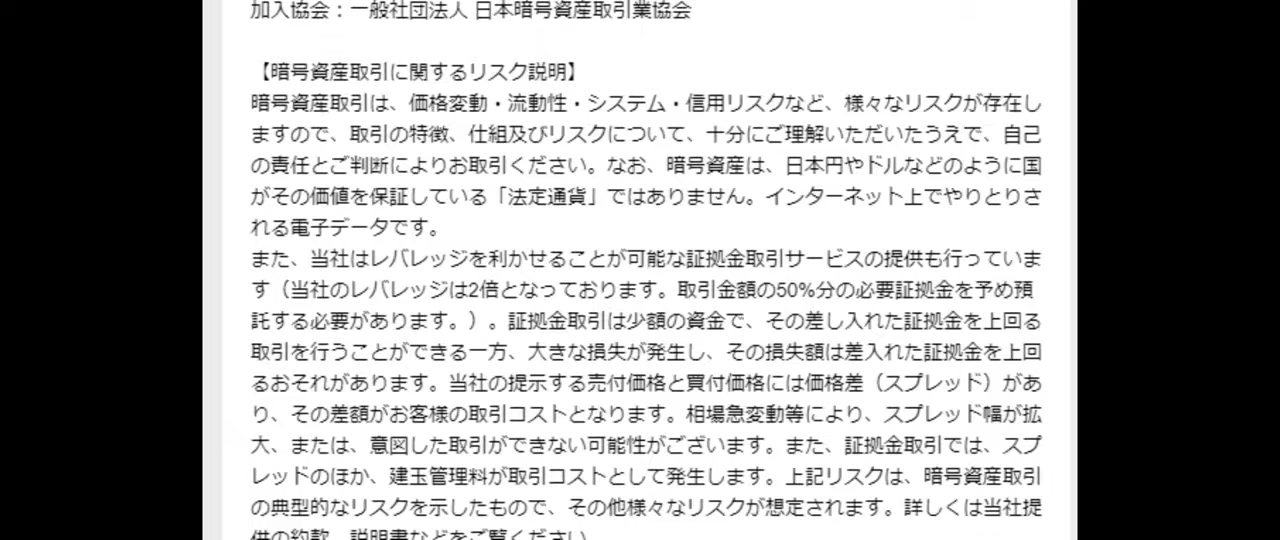 加入協会：一般社団法人 日本暗号資産取引業協会
【暗号資産取引に関するリスク説明】
暗号資産取引は、価格変動・流動性・システム・信用リスクなど、様々なリスクが存在し
ますので、取引の特徴、仕組及びリスクについて、十分にご理解いただいたうえで、自己
の責任とご判断によりお取引ください。なお、暗号資産は、日本円やドルなどのように国
がその価値を保証している「法定通貨」ではありません。インターネット上でやりとりさ
れる電子データです。
また、当社はレバレッジを利かせることが可能な証拠金取引サービスの提供も行っていま
す（当社のレバレッジは2倍となっております。取引金額の50%分の必要証拠金を予め預
託する必要があります。）。証拠金取引は少額の資金で、その差し入れた証拠金を上回る
取引を行うことができる一方、大きな損失が発生し、その損失額は差入れた証拠金を上回
るおそれがあります。当社の提示する売付価格と買付価格には価格差（スプレッド）があ
り、その差額がお客様の取引コストとなります。相場急変動等により、スプレッド幅が拡
大、または、意図した取引ができない可能性がございます。また、証拠金取引では、スプ
レッドのほか、建玉管理料が取引コストとして発生します。上記リスクは、暗号資産取引
の典型的なリスクを示したもので、その他様々なリスクが想定されます。詳しくは当社提
供の約款、説明書などをご覧ください。